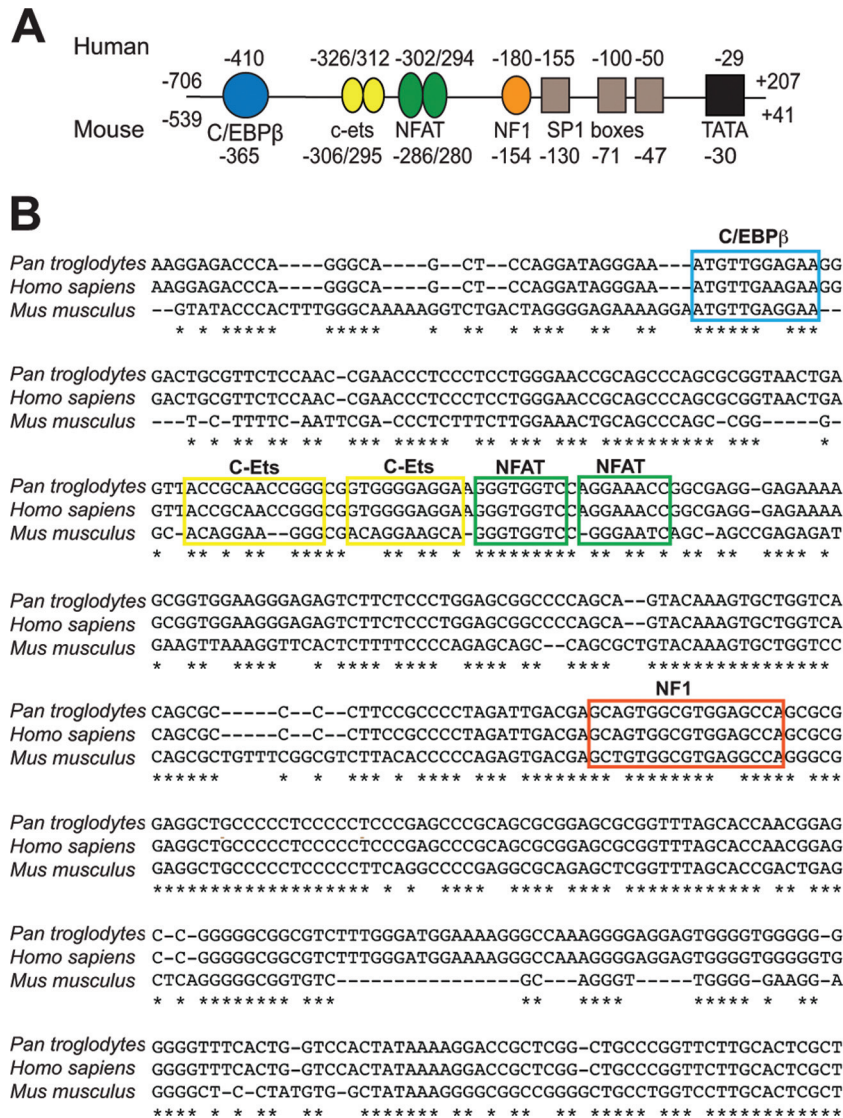 A
Human
-410 -326/312 -302/294 -180 -155 -100 -50 -29
-706 +207
-539 +41
Mouse C/EBPβ c-ets NFAT NF1 SP1 boxes TATA
-365 -306/295 -286/280 -154 -130 -71 -47 -30
B
C/EBPβ
Pan troglodytes AAGGAGACCCA----GGGCA---G--CT--CCAGGATAGGGAA---ATGTTGGAGAAGG
Homo sapiens AAGGAGACCCA----GGGCA---G--CT--CCAGGATAGGGAA---ATGTTGAAGAAGG
Mus musculus --GTATACCCACTTTGGGCAAAAAGGTCTGACTAGGGGAGAAAAGGAATGTTGAGGAA--
* * ***** ***** * ** * *** * ** ****** ***
Pan troglodytes GACTGCGTTCTCCAAC-CGAACCCTCCCTCCTGGGAACCGCAGCCCAGCGCGGTAACTGA
Homo sapiens GACTGCGTTCTCCAAC-CGAACCCTCCCTCCTGGGAACCGCAGCCCAGCGCGGTAACTGA
Mus musculus ---T-C-TTTTC-AATTCGA-CCCTCTTTCTTGGAAACTGCAGCCCAGC-CGG-----G-
* * ** ** ** *** ***** ** *** *** ********** *** *
C-Ets C-Ets NFAT NFAT
Pan troglodytes GTTACCGCAACCGGGCGGTGGGGAGGAAGGGTGGTCCAGGAAACCGGCGAGG-GAGAAAA
Homo sapiens GTTACCGCAACCGGGCGGTGGGGAGGAAGGGTGGTCCAGGAAACCGGCGAGG-GAGAAAA
Mus musculus GC-ACAGGAA--GGGCGACAGGAAGCA-GGGTGGTCC-GGGAATCAGC-AGCCGAGAGAT
* ** * ** ***** ** ** * ********* ** ** * ** ** **** *
Pan troglodytes GCGGTGGAAGGGAGAGTCTTCTCCCTGGAGCGGCCCCAGCA--GTACAAAGTGCTGGTCA
Homo sapiens GCGGTGGAAGGGAGAGTCTTCTCCCTGGAGCGGCCCCAGCA--GTACAAAGTGCTGGTCA
Mus musculus GAAGTTAAAGGTTCACTCTTTTCCCCAGAGCAGC--CAGCGCTGTACAAAGTGCTGGTCC
* ** **** * **** **** **** ** **** ****************
NF1
Pan troglodytes CAGCGC-----C--C-CTTCCGCCCCTAGATTGACGAGCAGTGGCGTGGAGCCAGCGCG
Homo sapiens CAGCGC-----C--C-CTTCCGCCCCTAGATTGACGAGCAGTGGCGTGGAGCCAGCGCG
Mus musculus CAGCGCTGTTTCGGCGTCTTACACCCCCAGAGTGACGAGCTGTGGCGTGAGGCCAGGGCG
****** * * *** * **** *** ******** ******** ***** ***
Pan troglodytes GAGGCTGCCCCCTCCCCCTCCCGAGCCCGCAGCGCGGAGCGCGGTTTAGCACCAACGGAG
Homo sapiens GAGGCTGCCCCCTCCCCCTCCCGAGCCCGCAGCGCGGAGCGCGGTTTAGCACCAACGGAG
Mus musculus GAGGCTGCCCCCTCCCCCTTCAGGCCCCGAGGCGCAGAGCTCGGTTTAGCACCGACTGAG
******************* * * **** **** **** ************ ** ***
Pan troglodytes C-C-GGGGGCGGCGTCTTTGGGATGGAAAAGGGCCAAAGGGGAGGAGTGGGGTGGGGG-G
Homo sapiens C-C-GGGGGCGGCGTCTTTGGGATGGAAAAGGGCCAAAGGGGAGGAGTGGGGTGGGGGTG
Mus musculus CTCAGGGGGCGGTGTC----------------GC---AGGGT-----TGGGG-GAAGG-A
* * ******** *** ** **** ***** * **
Pan troglodytes GGGGTTTCACTG-GTCCACTATAAAAGGACCGCTCGG-CTGCCCGGTTCTTGCACTCGCT
Homo sapiens GGGGTTTCACTG-GTCCACTATAAAAGGACCGCTCGG-CTGCCCGGTTCTTGCACTCGCT
Mus musculus GGGGCT-C-CTATGTG-GCTATAAAGGGGCGGCCGGGGCTGCCTGGTCCTTGCACTCGCT
**** * * ** ** ******* ** * ** ** ***** *** ************